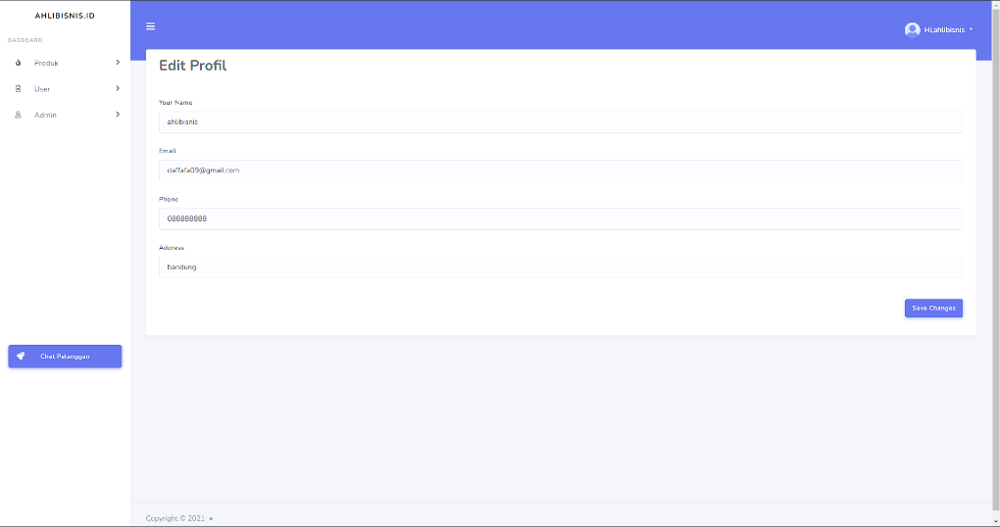 AHLIBISNIS.ID
DASBOARD
Produk
User
Admin
Chat Pelanggan
Hi,ahlibisnis
Edit Profil
Your Name
ahlibisnis
Email
daffafa09@gmail.com
Phone
088888888
Address
bandung
Save Changes
Copyright © 2021 •